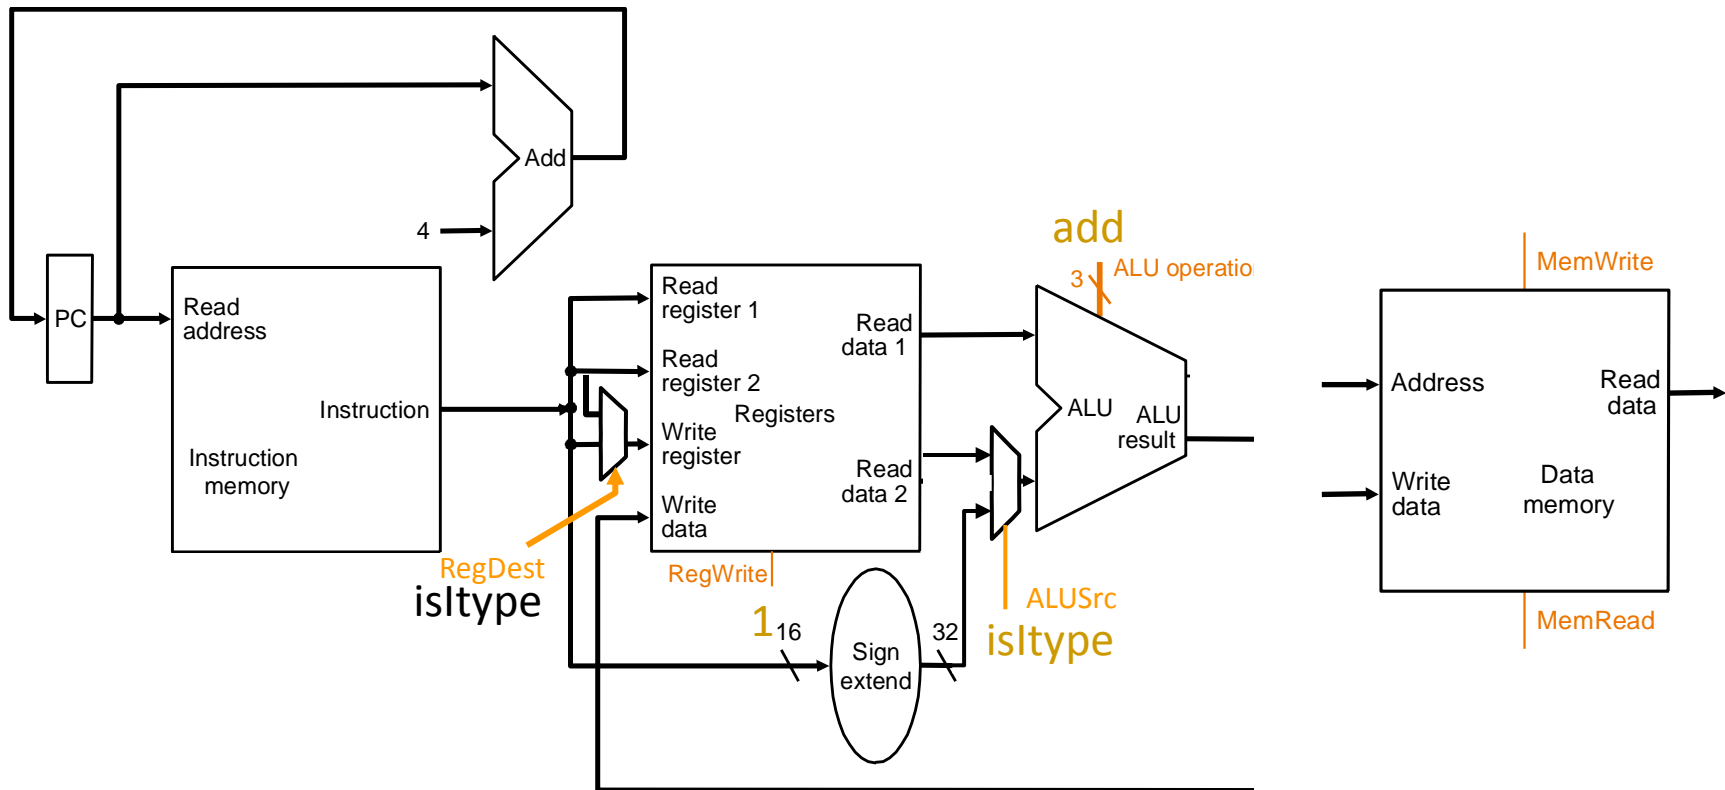 Add
4
add
3
ALU operatio
MemWrite
PC
Read
address
Instruction
Instruction
memory
Read
register 1
Read
register 2
Registers
Write
register
Write
data
Read
data 1
Read
data 2
ALU
ALU
result
Address
Read
data
Write
data
Data
memory
RegDest
isItype
RegWrite
1
16
Sign
extend
32
ALUSrc
isItype
MemRead